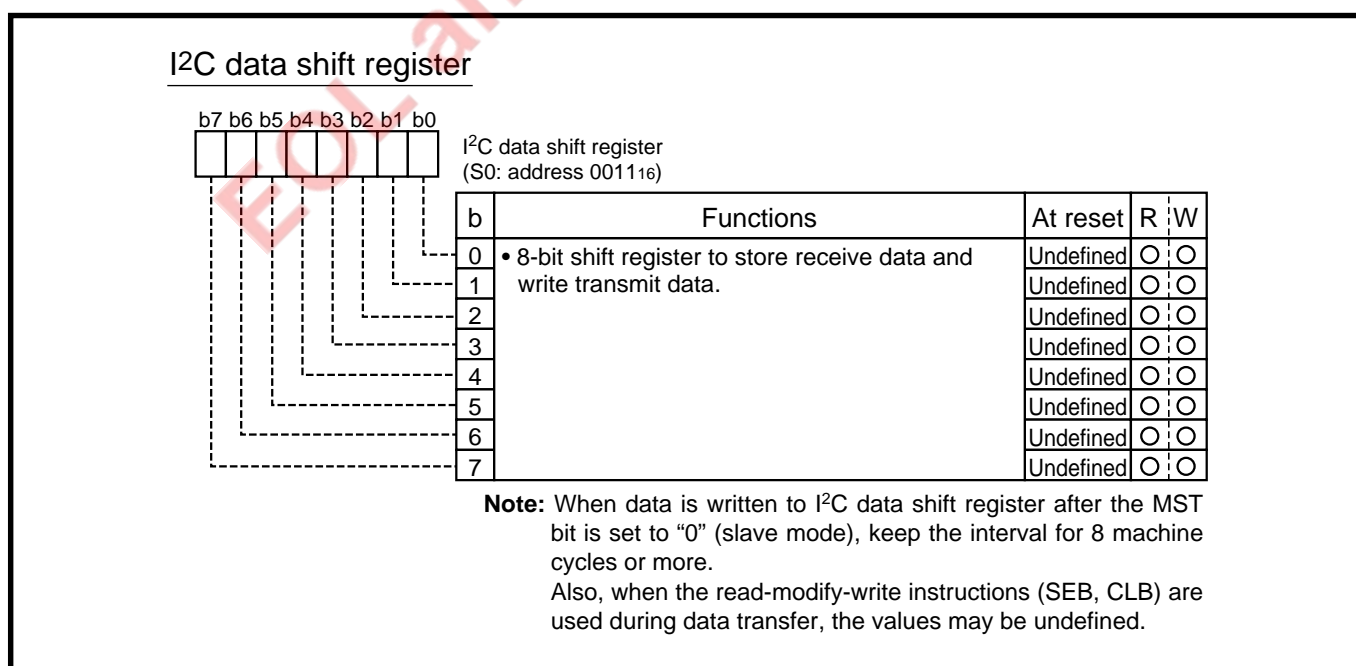 EOL an
I2C data shift register
b7 b6 b5 b4 b3 b2 b1 b0
I2C data shift register
(S0: address 001116)
b Functions At reset R W
0 • 8-bit shift register to store receive data and Undefined O O
1 write transmit data. Undefined O O
2 Undefined O O
3 Undefined O O
4 Undefined O O
5 Undefined O O
6 Undefined O O
7 Undefined O O
Note: When data is written to I2C data shift register after the MST
bit is set to “0” (slave mode), keep the interval for 8 machine
cycles or more.
Also, when the read-modify-write instructions (SEB, CLB) are
used during data transfer, the values may be undefined.